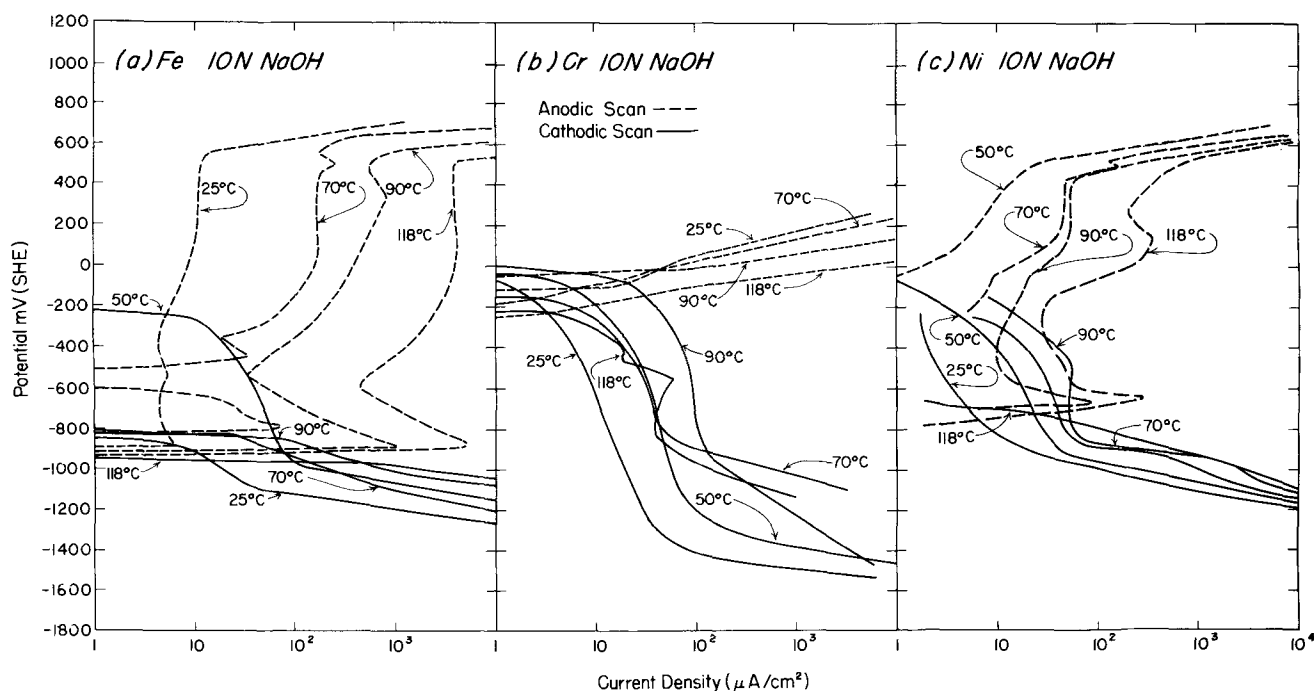 1200
1000
800
600
400
200
0
-200
-400
-600
-800
-1000
-1200
-1400
-1600
-1800
Potential mV (SHE)
(a) Fe 10N NaOH
25°C
70°C
90°C
118°C
50°C
90°C
118°C
25°C
70°C
1
10
10²
10³
(b) Cr 10N NaOH
Anodic Scan
Cathodic Scan
25°C
70°C
90°C
118°C
25°C
118°C
90°C
70°C
50°C
1
10
10²
10³
(c) Ni 10N NaOH
50°C
70°C
90°C
118°C
50°C
90°C
25°C
118°C
70°C
1
10
10²
10³
10⁴
Current Density (μA/cm²)